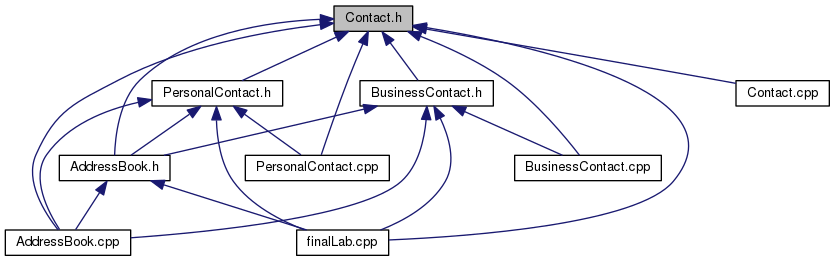 Contact.h
PersonalContact.h
BusinessContact.h
Contact.cpp
AddressBook.h
PersonalContact.cpp
BusinessContact.cpp
AddressBook.cpp
finalLab.cpp